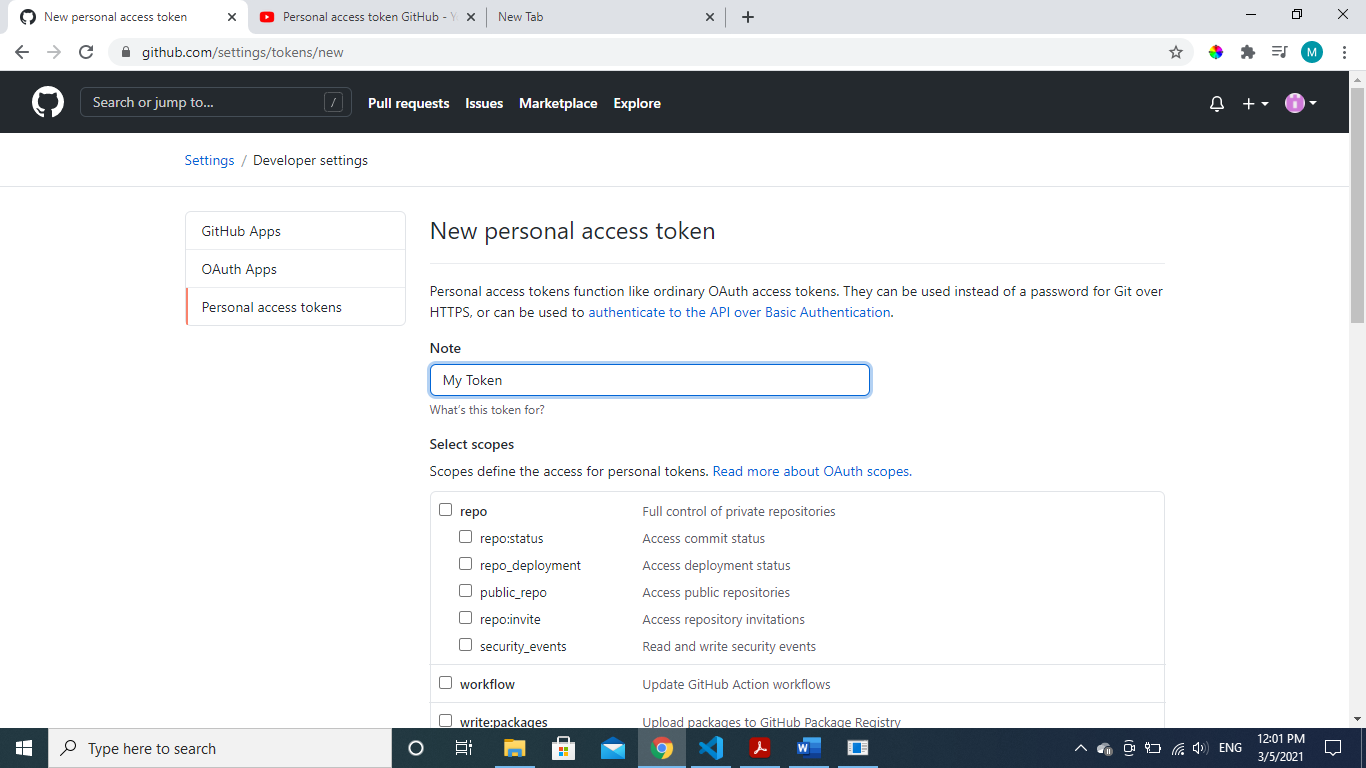 New personal access token
Personal access token GitHub - Y
New Tab
github.com/settings/tokens/new
M
Search or jump to...
/
Pull requests
Issues
Marketplace
Explore
Settings / Developer settings
GitHub Apps
OAuth Apps
Personal access tokens
New personal access token
Personal access tokens function like ordinary OAuth access tokens. They can be used instead of a password for Git over
HTTPS, or can be used to authenticate to the API over Basic Authentication.
Note
My Token
What's this token for?
Select scopes
Scopes define the access for personal tokens. Read more about OAuth scopes.
repo Full control of private repositories
repo:status Access commit status
repo_deployment Access deployment status
public_repo Access public repositories
repo:invite Access repository invitations
security_events Read and write security events
workflow Update GitHub Action workflows
write:packages Upload packages to GitHub Package Registry
Type here to search
ENG
12:01 PM
3/5/2021